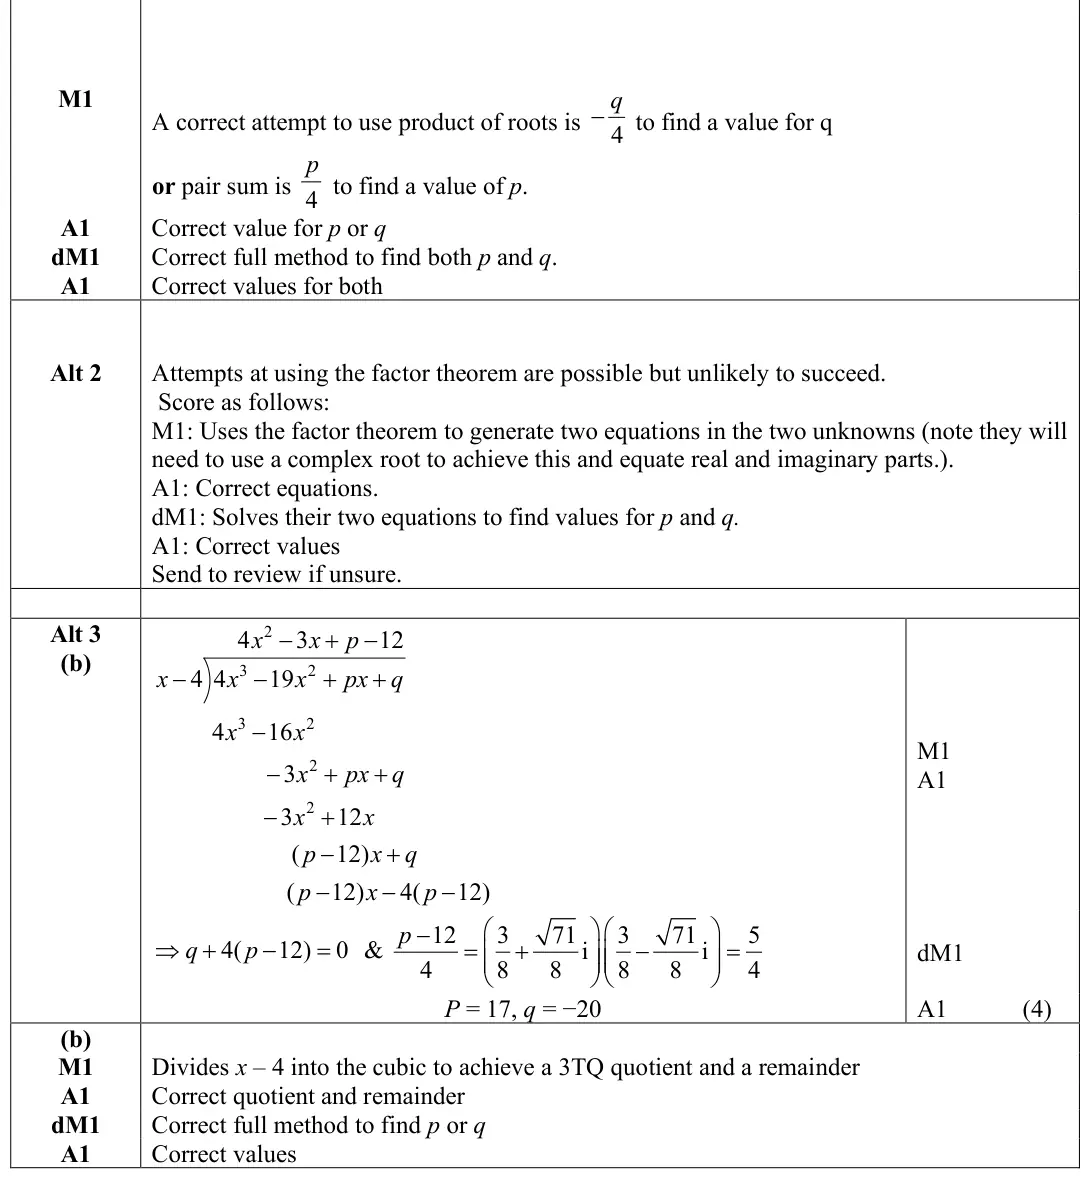 M1
A correct attempt to use product of roots is −q/4 to find a value for q
or pair sum is p/4 to find a value of p.
A1 Correct value for p or q
dM1 Correct full method to find both p and q.
A1 Correct values for both
Alt 2 Attempts at using the factor theorem are possible but unlikely to succeed.
Score as follows:
M1: Uses the factor theorem to generate two equations in the two unknowns (note they will
need to use a complex root to achieve this and equate real and imaginary parts.).
A1: Correct equations.
dM1: Solves their two equations to find values for p and q.
A1: Correct values
Send to review if unsure.
Alt 3
(b)
4x² − 3x + p − 12
x − 4)4x³ − 19x² + px + q
4x³ − 16x²
− 3x² + px + q
− 3x² + 12x
(p − 12)x + q
(p − 12)x − 4(p − 12)
M1
A1
⇒ q + 4(p − 12) = 0 & (p − 12)/4 = (3/8 + √71/8 i)(3/8 − √71/8 i) = 5/4 dM1
P = 17, q = −20 A1 (4)
(b)
M1 Divides x – 4 into the cubic to achieve a 3TQ quotient and a remainder
A1 Correct quotient and remainder
dM1 Correct full method to find p or q
A1 Correct values